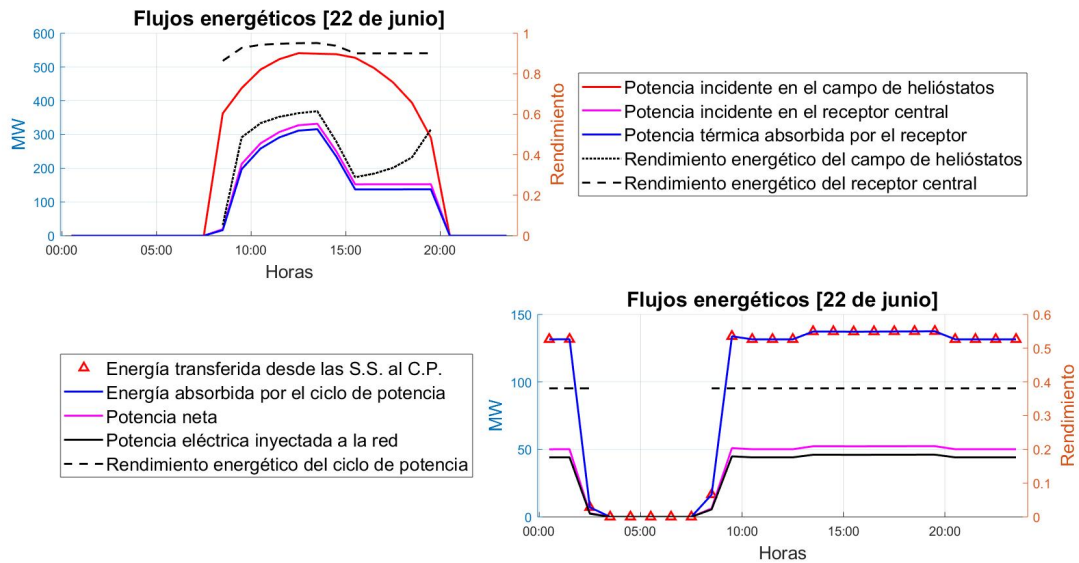 Flujos energéticos [22 de junio]
600
500
400
300
200
100
0
MW
1
0.8
0.6
0.4
0.2
0
Rendimiento
00:00 05:00 10:00 15:00 20:00
Horas
Potencia incidente en el campo de helióstatos
Potencia incidente en el receptor central
Potencia térmica absorbida por el receptor
Rendimiento energético del campo de helióstatos
Rendimiento energético del receptor central
Energía transferida desde las S.S. al C.P.
Energía absorbida por el ciclo de potencia
Potencia neta
Potencia eléctrica inyectada a la red
Rendimiento energético del ciclo de potencia
Flujos energéticos [22 de junio]
150
100
50
0
MW
0.6
0.5
0.4
0.3
0.2
0.1
0
Rendimiento
00:00 05:00 10:00 15:00 20:00
Horas